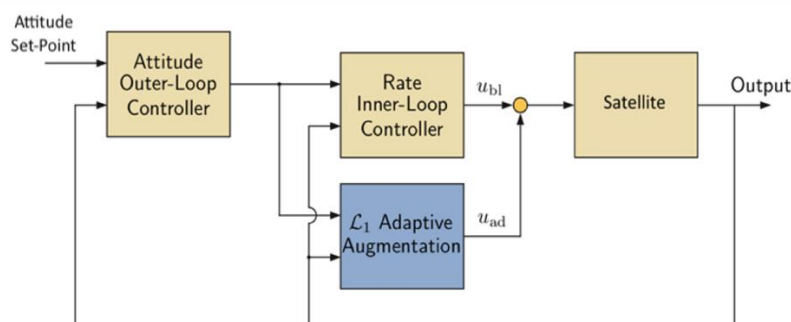 Attitude
Set-Point
Attitude
Outer-Loop
Controller
Rate
Inner-Loop
Controller
u_bl
Satellite
Output
ℒ₁ Adaptive
Augmentation
u_ad